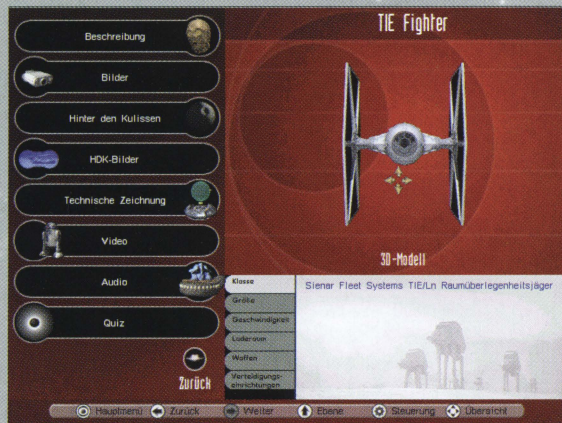 TIE Fighter
Beschreibung
Bilder
Hinter den Kulissen
HDK-Bilder
Technische Zeichnung
Video
Audio
Quiz
Zurück
3D-Modell
Klasse
Größe
Geschwindigkeit
Laderaum
Waffen
Verteidigungs-
einrichtungen
Sienar Fleet Systems TIE/Ln Raumüberlegenheitsjäger
Hauptmenü Zurück Weiter Ebene Steuerung Übersicht